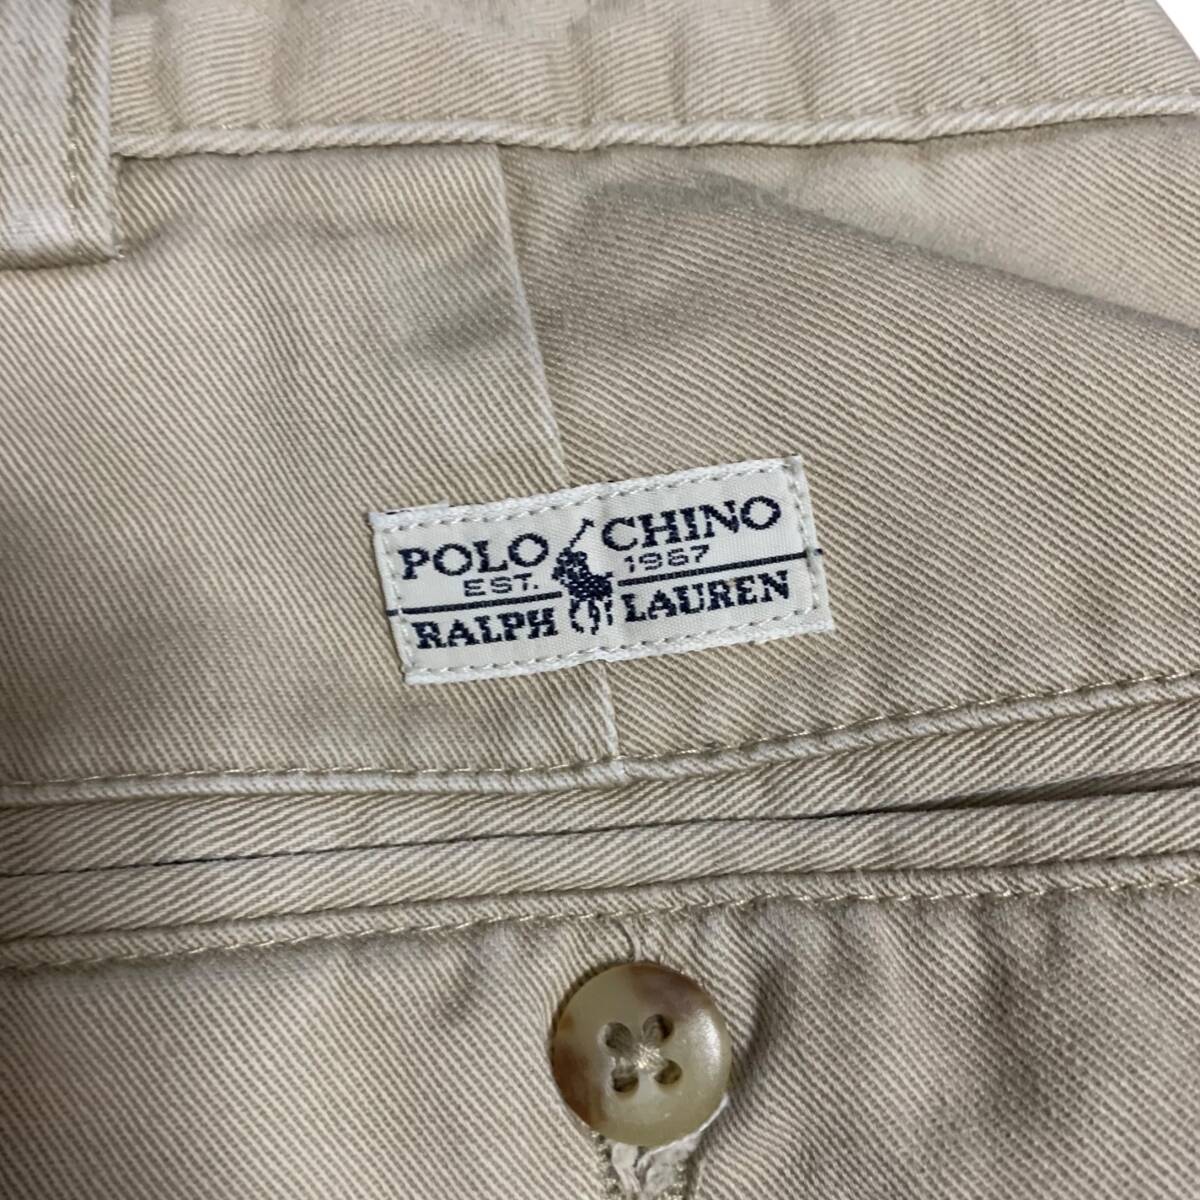 POLO CHINO
EST. 1967
RALPH LAUREN